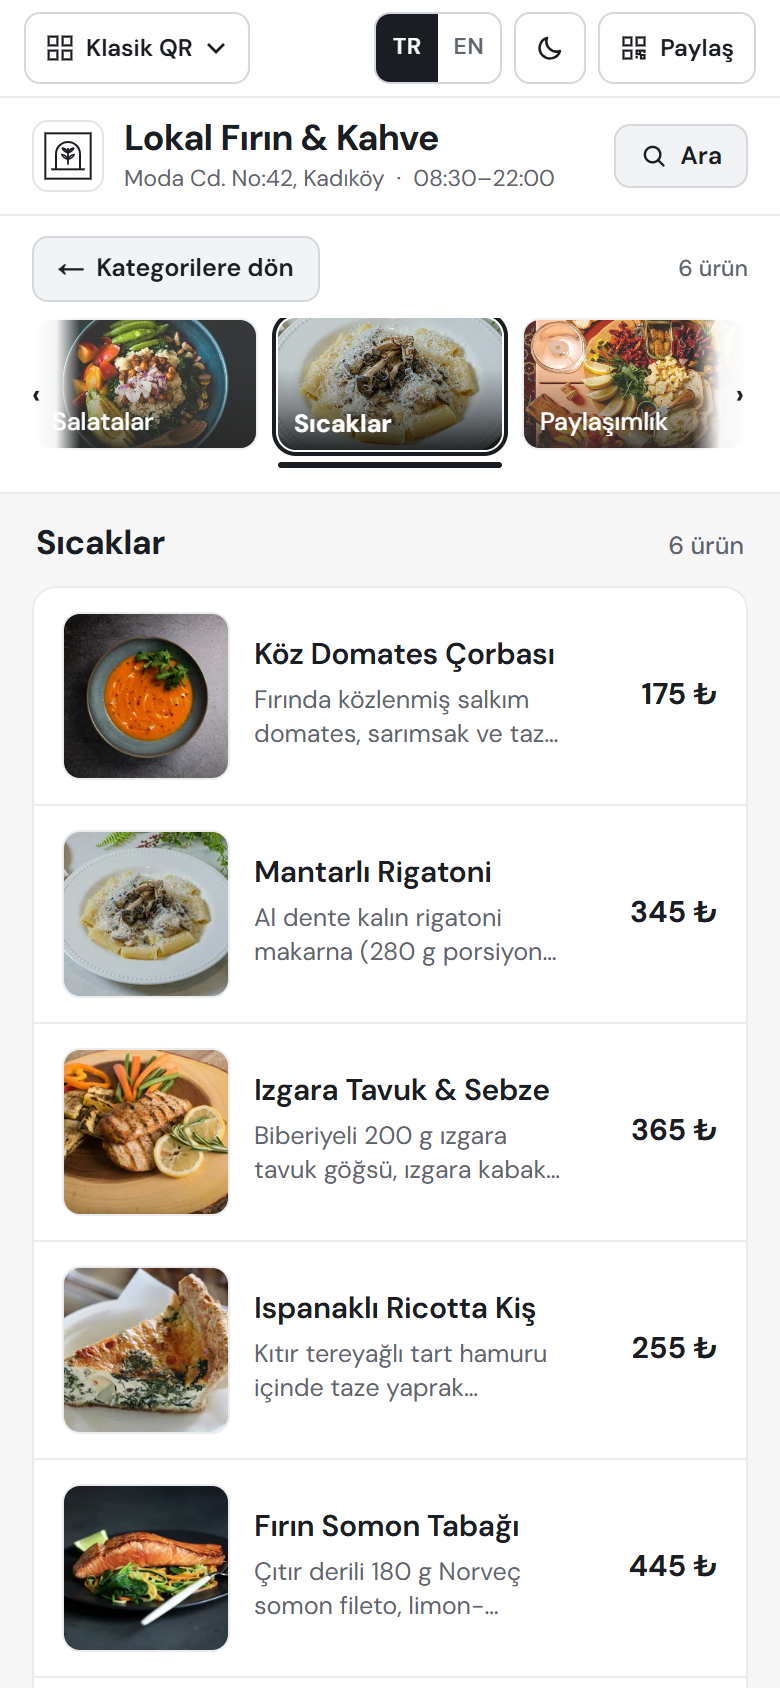 Klasik QR
TR
EN
Paylaş
Lokal Fırın & Kahve
Moda Cd. No:42, Kadıköy · 08:30–22:00
Ara
← Kategorilere dön
6 ürün
‹
Salatalar
Sıcaklar
Paylaşımlık
›
Sıcaklar
6 ürün
Köz Domates Çorbası
Fırında közlenmiş salkım
domates, sarımsak ve taz...
175 ₺
Mantarlı Rigatoni
Al dente kalın rigatoni
makarna (280 g porsiyon...
345 ₺
Izgara Tavuk & Sebze
Biberiyeli 200 g ızgara
tavuk göğsü, ızgara kabak...
365 ₺
Ispanaklı Ricotta Kiş
Kıtır tereyağlı tart hamuru
içinde taze yaprak...
255 ₺
Fırın Somon Tabağı
Çıtır derili 180 g Norveç
somon fileto, limon-...
445 ₺